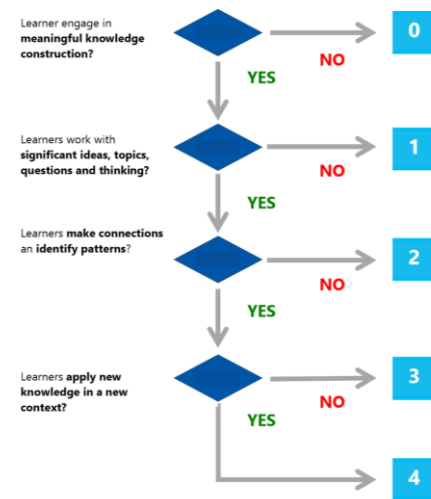 Learner engage in
meaningful knowledge
construction?
0
NO
YES
Learners work with
significant ideas, topics,
questions and thinking?
1
NO
YES
Learners make connections
an identify patterns?
2
NO
YES
Learners apply new
knowledge in a new
context?
3
NO
YES
4